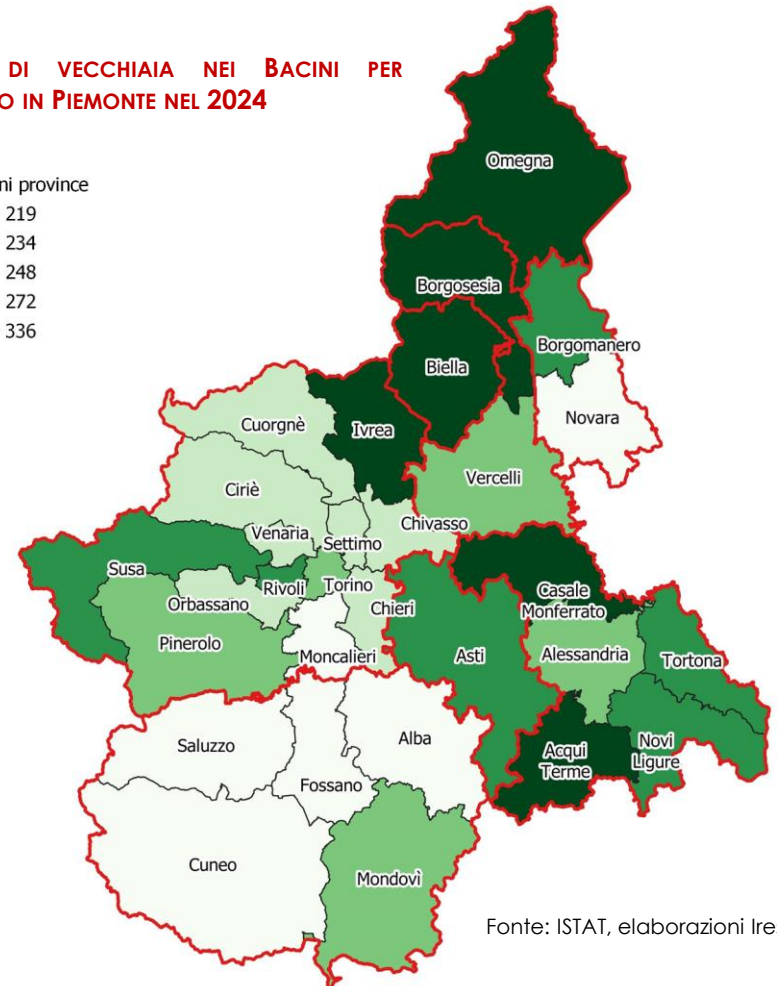 DI VECCHIAIA NEI BACINI PER
O IN PIEMONTE NEL 2024
ni province
219
234
248
272
336
Omegna
Borgosesia
Borgomanero
Biella
Novara
Cuorgnè
Ivrea
Vercelli
Ciriè
Chivasso
Venaria
Settimo
Susa
Rivoli
Torino
Casale
Monferrato
Orbassano
Chieri
Pinerolo
Moncalieri
Asti
Alessandria
Tortona
Saluzzo
Alba
Acqui
Terme
Novi
Ligure
Fossano
Cuneo
Mondovì
Fonte: ISTAT, elaborazioni Ire